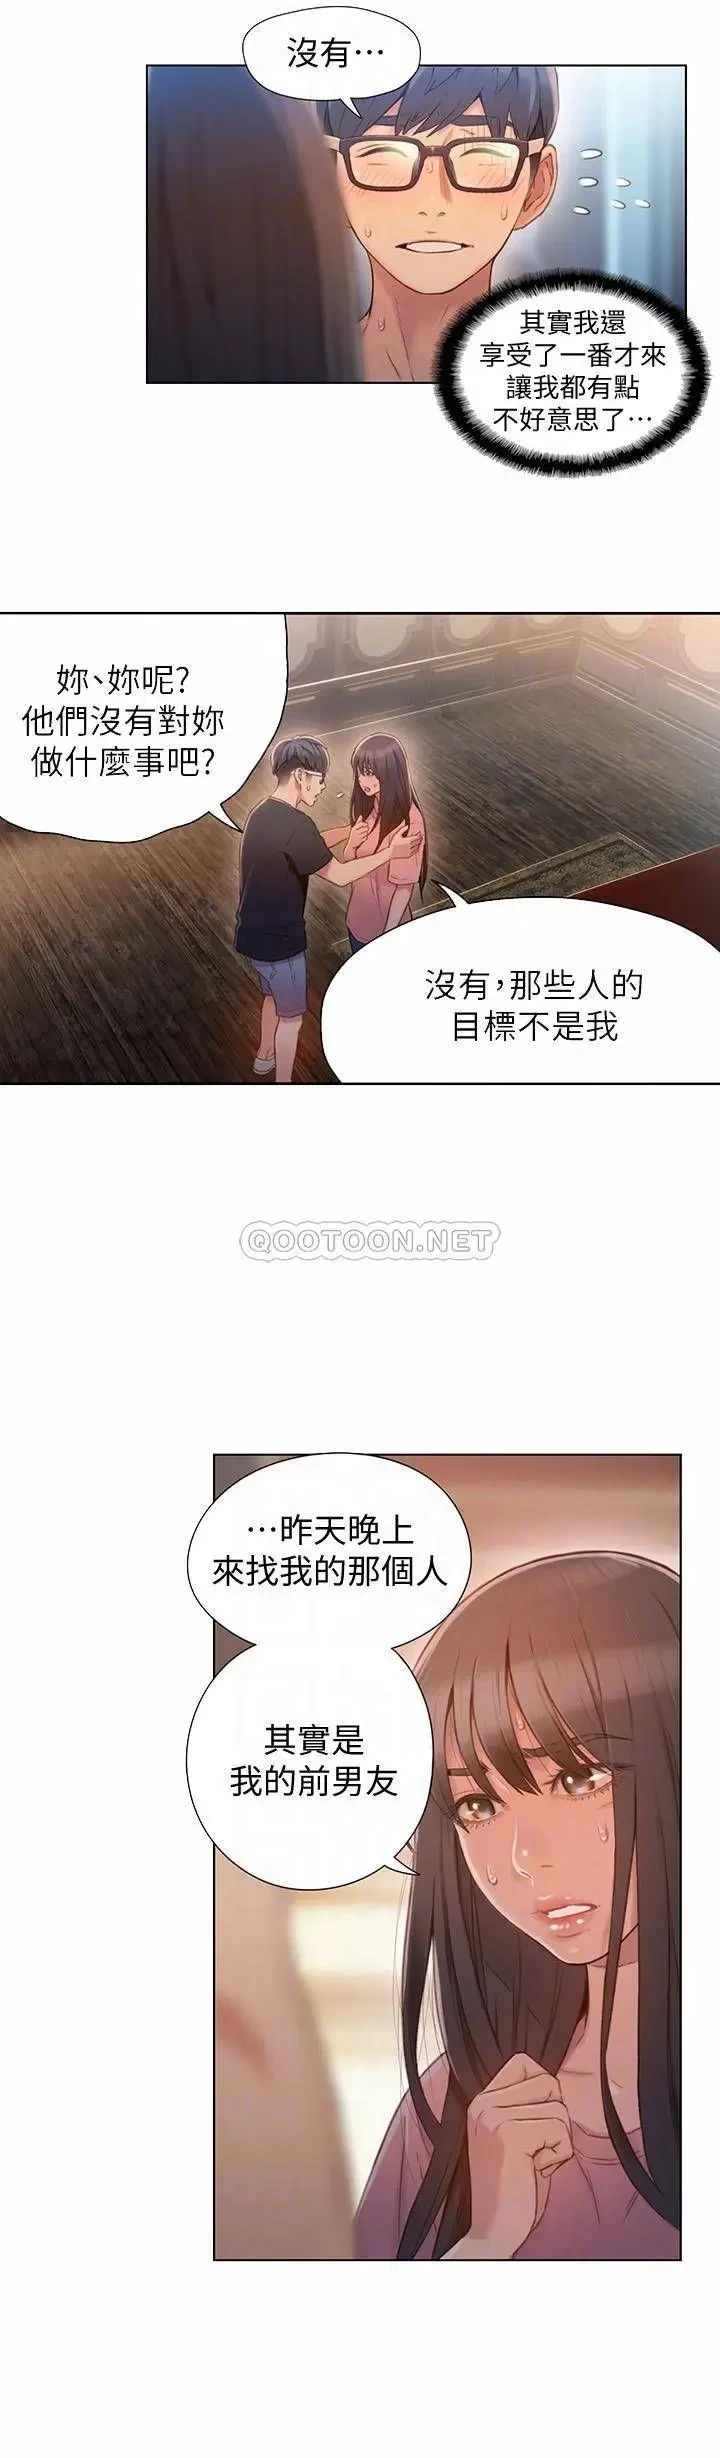 沒有…
其實我還
享受了一番才來
讓我都有點
不好意思了…
妳、妳呢?
他們沒有對妳
做什麼事吧?
沒有，那些人的
目標不是我
QOOTOON.NET
…昨天晚上
來找我的那個人
其實是
我的前男友